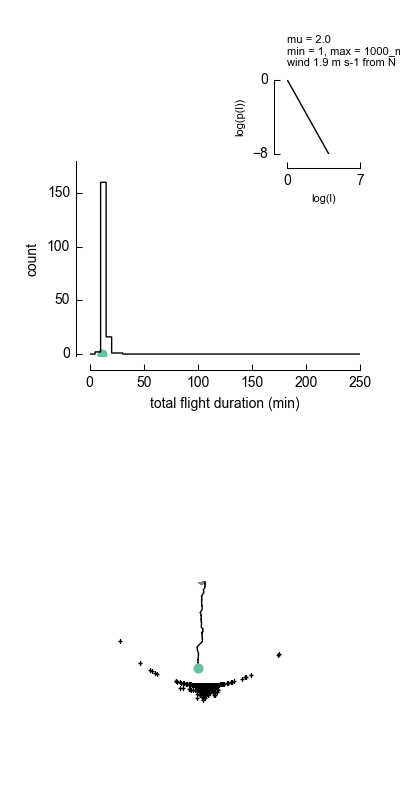 mu = 2.0
min = 1, max = 1000_m
wind 1.9 m s-1 from N
0
log(p(l))
−8
0
7
log(l)
150
100
50
0
count
0
50
100
150
200
250
total flight duration (min)